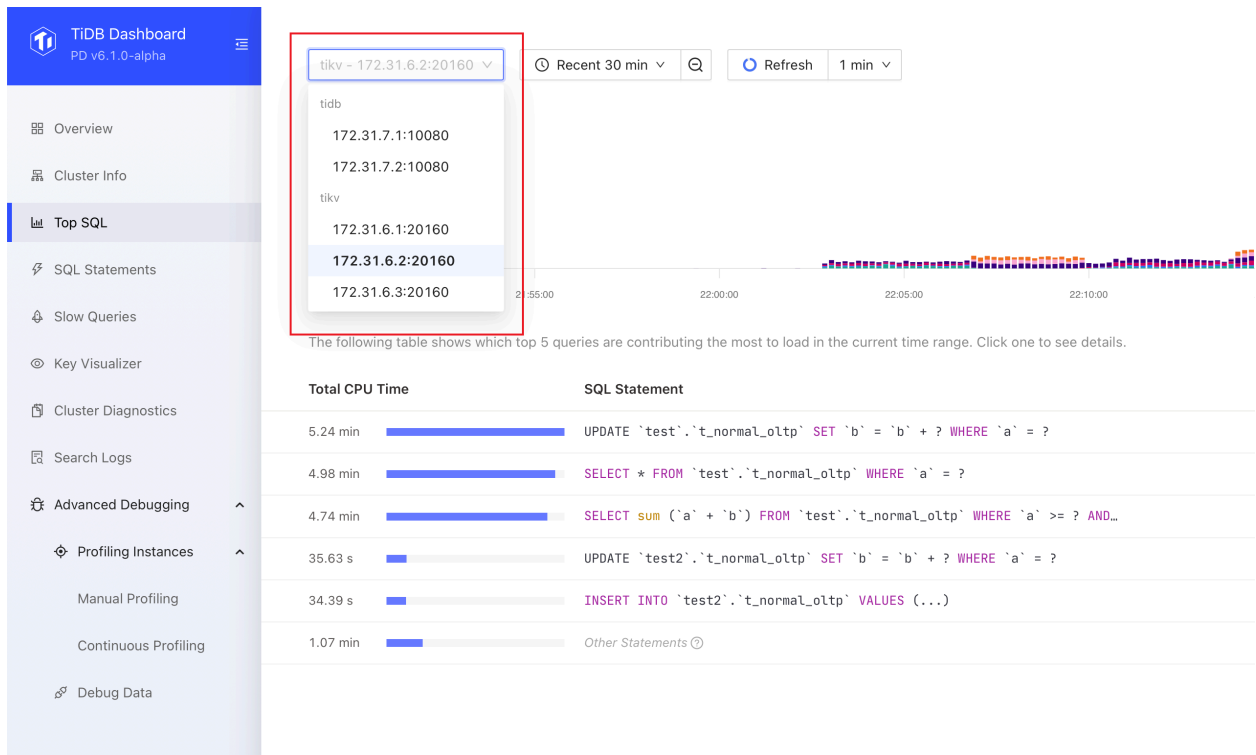 TiDB Dashboard
PD v6.1.0-alpha
Overview
Cluster Info
Top SQL
SQL Statements
Slow Queries
Key Visualizer
Cluster Diagnostics
Search Logs
Advanced Debugging
Profiling Instances
Manual Profiling
Continuous Profiling
Debug Data
tikv - 172.31.6.2:20160
Recent 30 min
Refresh
1 min
tidb
172.31.7.1:10080
172.31.7.2:10080
tikv
172.31.6.1:20160
172.31.6.2:20160
172.31.6.3:20160
21:55:00 22:00:00 22:05:00 22:10:00
The following table shows which top 5 queries are contributing the most to load in the current time range. Click one to see details.
Total CPU Time SQL Statement
5.24 min UPDATE `test`.`t_normal_oltp` SET `b` = `b` + ? WHERE `a` = ?
4.98 min SELECT * FROM `test`.`t_normal_oltp` WHERE `a` = ?
4.74 min SELECT sum (`a` + `b`) FROM `test`.`t_normal_oltp` WHERE `a` >= ? AND…
35.63 s UPDATE `test2`.`t_normal_oltp` SET `b` = `b` + ? WHERE `a` = ?
34.39 s INSERT INTO `test2`.`t_normal_oltp` VALUES (...)
1.07 min Other Statements